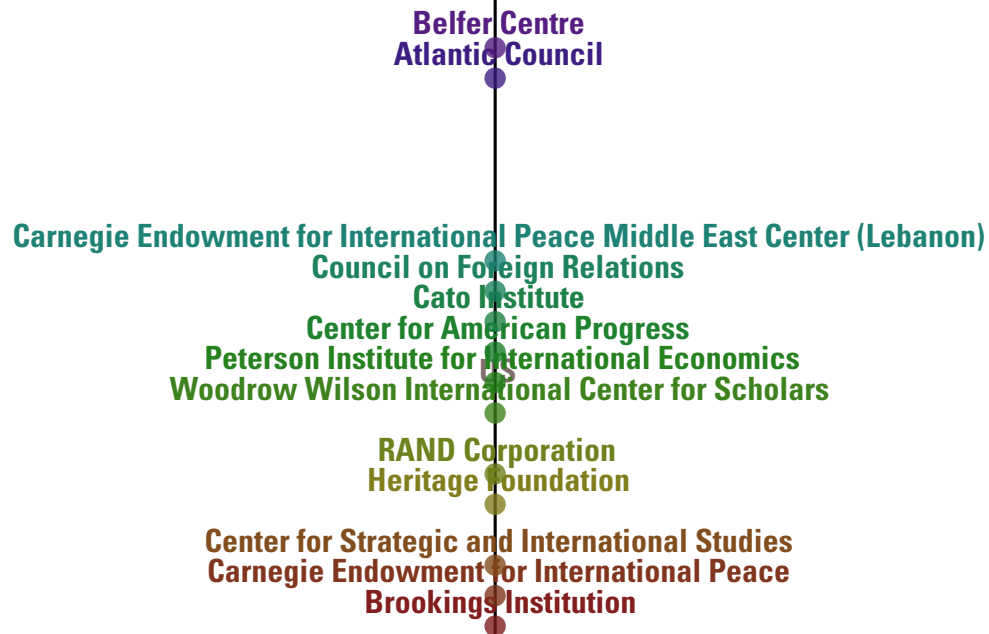 Belfer Centre
Atlantic Council
Carnegie Endowment for International Peace Middle East Center (Lebanon)
Council on Foreign Relations
Cato Institute
Center for American Progress
Peterson Institute for International Economics
US
Woodrow Wilson International Center for Scholars
RAND Corporation
Heritage Foundation
Center for Strategic and International Studies
Carnegie Endowment for International Peace
Brookings Institution